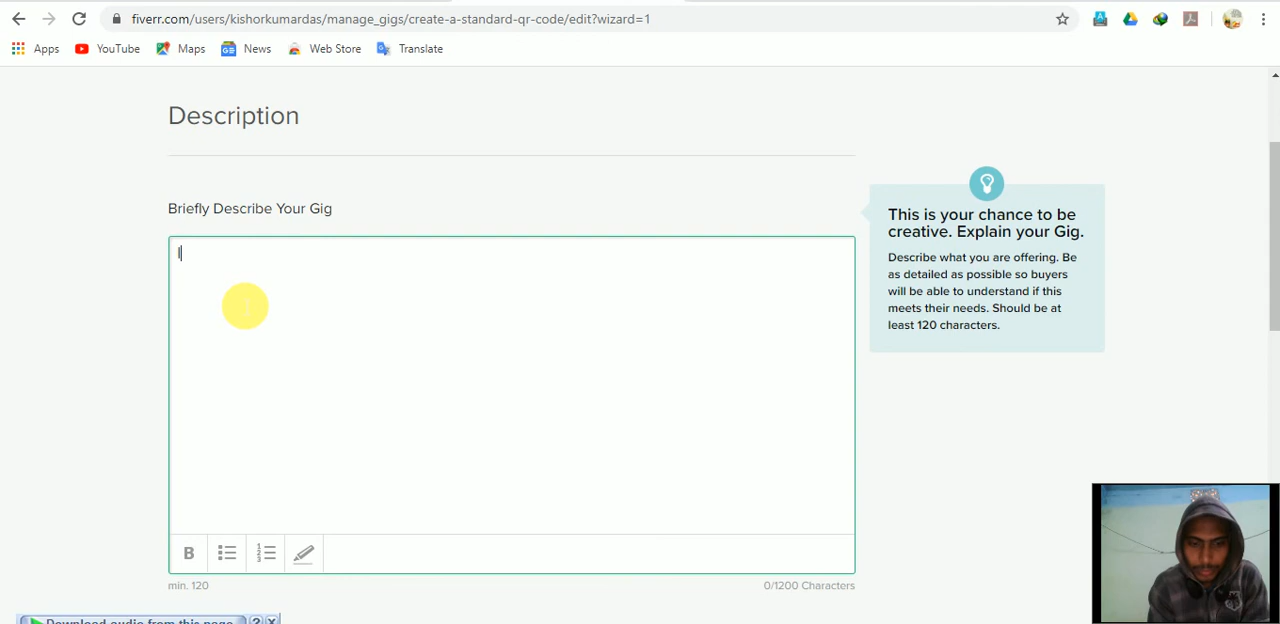 fiverr.com/users/kishorkumardas/manage_gigs/create-a-standard-qr-code/edit?wizard=1
Apps YouTube Maps News Web Store Translate
Description
Briefly Describe Your Gig
I
This is your chance to be
creative. Explain your Gig.
Describe what you are offering. Be
as detailed as possible so buyers
will be able to understand if this
meets their needs. Should be at
least 120 characters.
B
min. 120
0/1200 Characters
Download audio from this page ? X